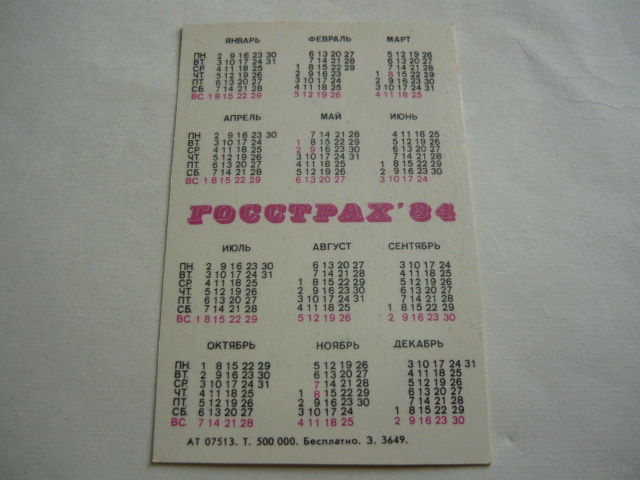 ЯНВАРЬ ФЕВРАЛЬ МАРТ
ПН. 2 9 16 23 30 6 13 20 27 5 12 19 26
ВТ. 3 10 17 24 31 7 14 21 28 6 13 20 27
СР. 4 11 18 25 1 8 15 22 29 7 14 21 28
ЧТ. 5 12 19 26 2 9 16 23 1 8 15 22 29
ПТ. 6 13 20 27 3 10 17 24 2 9 16 23 30
СБ. 7 14 21 28 4 11 18 25 3 10 17 24 31
ВС. 1 8 15 22 29 5 12 19 26 4 11 18 25
АПРЕЛЬ МАЙ ИЮНЬ
ПН. 2 9 16 23 30 7 14 21 28 4 11 18 25
ВТ. 3 10 17 24 1 8 15 22 29 5 12 19 26
СР. 4 11 18 25 2 9 16 23 30 6 13 20 27
ЧТ. 5 12 19 26 3 10 17 24 31 7 14 21 28
ПТ. 6 13 20 27 4 11 18 25 1 8 15 22 29
СБ. 7 14 21 28 5 12 19 26 2 9 16 23 30
ВС. 1 8 15 22 29 6 13 20 27 3 10 17 24
ГОССТРАХ' 84
ИЮЛЬ АВГУСТ СЕНТЯБРЬ
ПН. 2 9 16 23 30 6 13 20 27 3 10 17 24
ВТ. 3 10 17 24 31 7 14 21 28 4 11 18 25
СР. 4 11 18 25 1 8 15 22 29 5 12 19 26
ЧТ. 5 12 19 26 2 9 16 23 30 6 13 20 27
ПТ. 6 13 20 27 3 10 17 24 31 7 14 21 28
СБ. 7 14 21 28 4 11 18 25 1 8 15 22 29
ВС. 1 8 15 22 29 5 12 19 26 2 9 16 23 30
ОКТЯБРЬ НОЯБРЬ ДЕКАБРЬ
ПН. 1 8 15 22 29 5 12 19 26 3 10 17 24 31
ВТ. 2 9 16 23 30 6 13 20 27 4 11 18 25
СР. 3 10 17 24 31 7 14 21 28 5 12 19 26
ЧТ. 4 11 18 25 1 8 15 22 29 6 13 20 27
ПТ. 5 12 19 26 2 9 16 23 30 7 14 21 28
СБ. 6 13 20 27 3 10 17 24 1 8 15 22 29
ВС. 7 14 21 28 4 11 18 25 2 9 16 23 30
АТ 07513. Т. 500 000. Бесплатно. З. 3649.